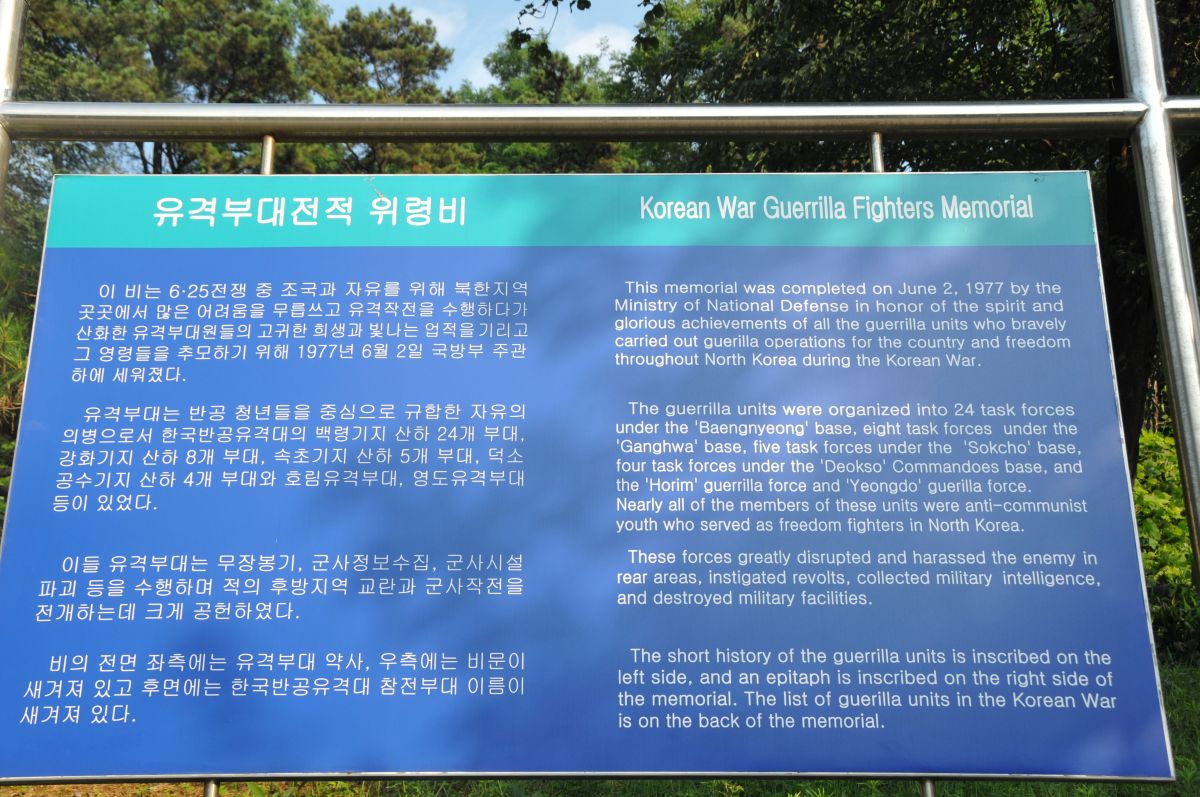 유격부대전적 위령비
이 비는 6·25전쟁 중 조국과 자유를 위해 북한지역
곳곳에서 많은 어려움을 무릅쓰고 유격작전을 수행하다가
산화한 유격부대원들의 고귀한 희생과 빛나는 업적을 기리고
그 영령들을 추모하기 위해 1977년 6월 2일 국방부 주관
하에 세워졌다.
유격부대는 반공 청년들을 중심으로 규합한 자유의
의병으로서 한국반공유격대의 백령기지 산하 24개 부대,
강화기지 산하 8개 부대, 속초기지 산하 5개 부대, 덕소
공수기지 산하 4개 부대와 호림유격부대, 영도유격부대
등이 있었다.
이들 유격부대는 무장봉기, 군사정보수집, 군사시설
파괴 등을 수행하며 적의 후방지역 교란과 군사작전을
전개하는데 크게 공헌하였다.
비의 전면 좌측에는 유격부대 약사, 우측에는 비문이
새겨져 있고 후면에는 한국반공유격대 참전부대 이름이
새겨져 있다.
Korean War Guerrilla Fighters Memorial
This memorial was completed on June 2, 1977 by the
Ministry of National Defense in honor of the spirit and
glorious achievements of all the guerrilla units who bravely
carried out guerilla operations for the country and freedom
throughout North Korea during the Korean War.
The guerrilla units were organized into 24 task forces
under the 'Baengnyeong' base, eight task forces under the
'Ganghwa' base, five task forces under the 'Sokcho' base,
four task forces under the 'Deokso' Commandoes base, and
the 'Horim' guerrilla force and 'Yeongdo' guerilla force.
Nearly all of the members of these units were anti-communist
youth who served as freedom fighters in North Korea.
These forces greatly disrupted and harassed the enemy in
rear areas, instigated revolts, collected military intelligence,
and destroyed military facilities.
The short history of the guerrilla units is inscribed on the
left side, and an epitaph is inscribed on the right side of
the memorial. The list of guerilla units in the Korean War
is on the back of the memorial.